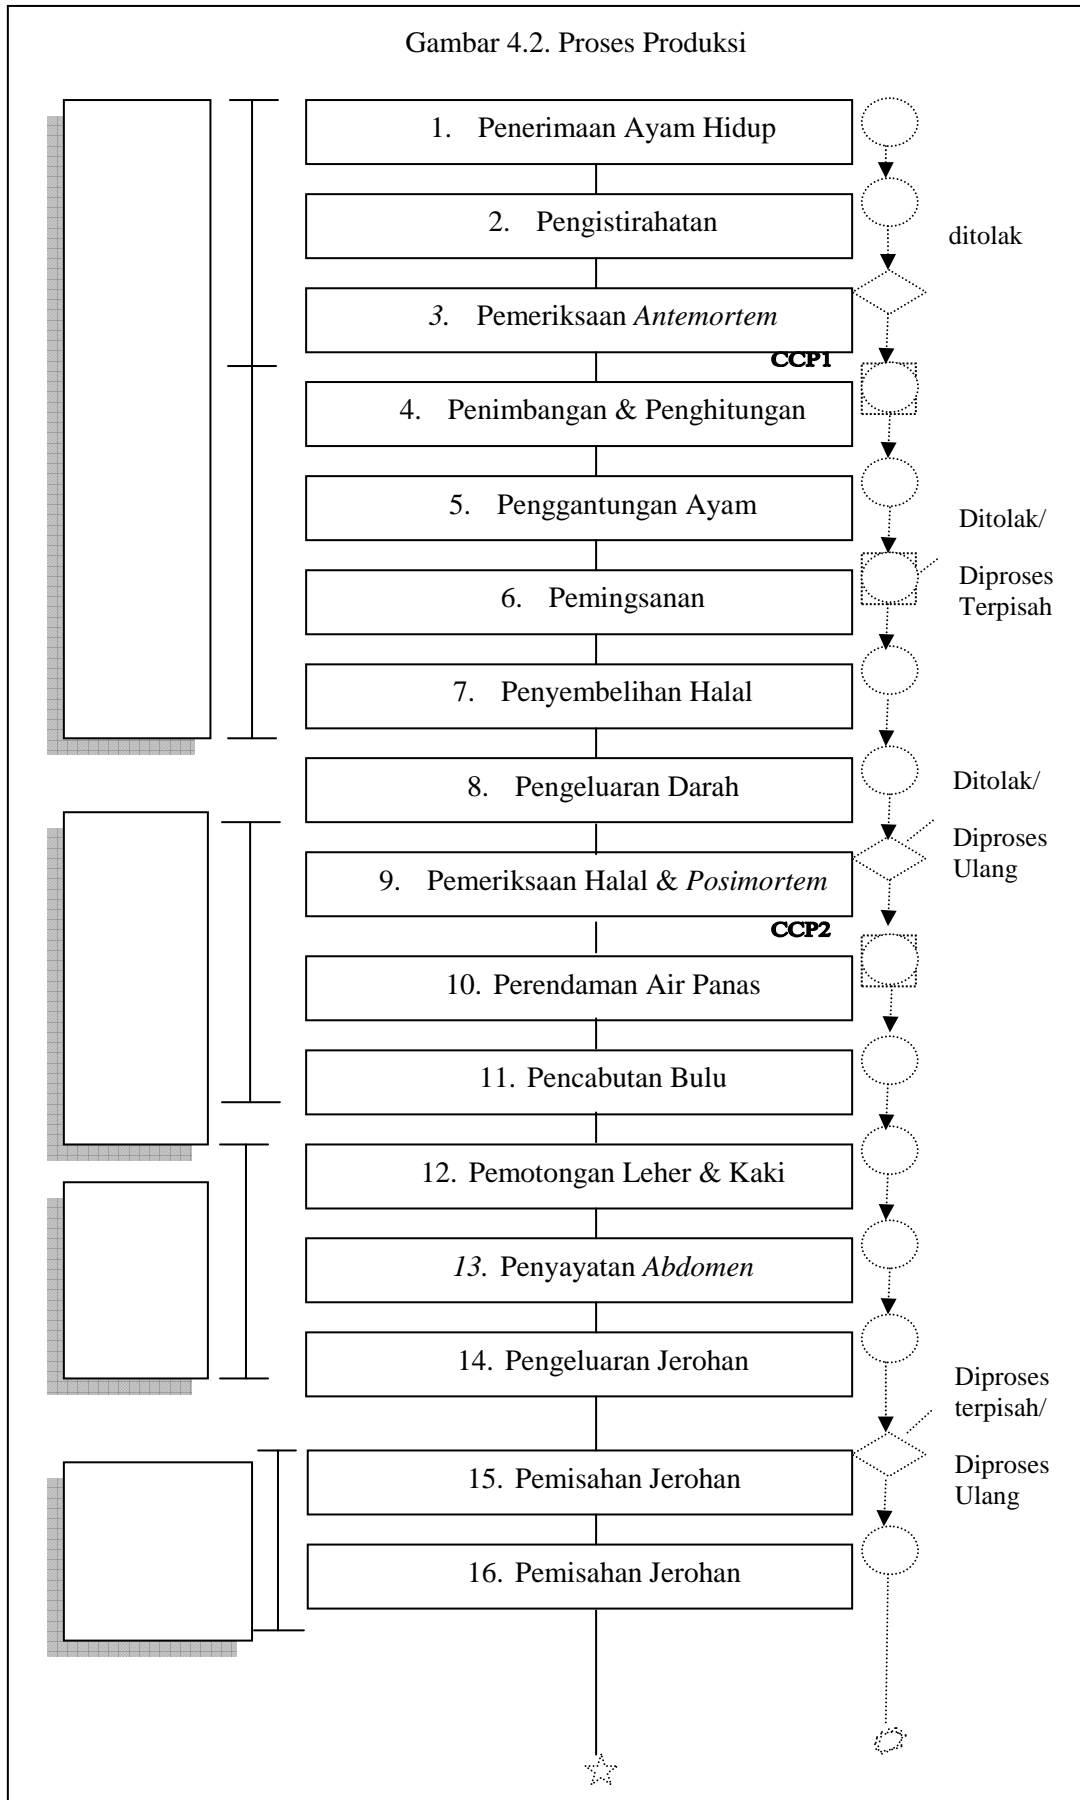 Gambar 4.2. Proses Produksi
1. Penerimaan Ayam Hidup
2. Pengistirahatan
ditolak
3. Pemeriksaan Antemortem
CCP1
4. Penimbangan & Penghitungan
5. Penggantungan Ayam
Ditolak/
Diproses
Terpisah
6. Pemingsanan
7. Penyembelihan Halal
8. Pengeluaran Darah
Ditolak/
Diproses
Ulang
9. Pemeriksaan Halal & Posimortem
CCP2
10. Perendaman Air Panas
11. Pencabutan Bulu
12. Pemotongan Leher & Kaki
13. Penyayatan Abdomen
14. Pengeluaran Jerohan
Diproses
terpisah/
Diproses
Ulang
15. Pemisahan Jerohan
16. Pemisahan Jerohan